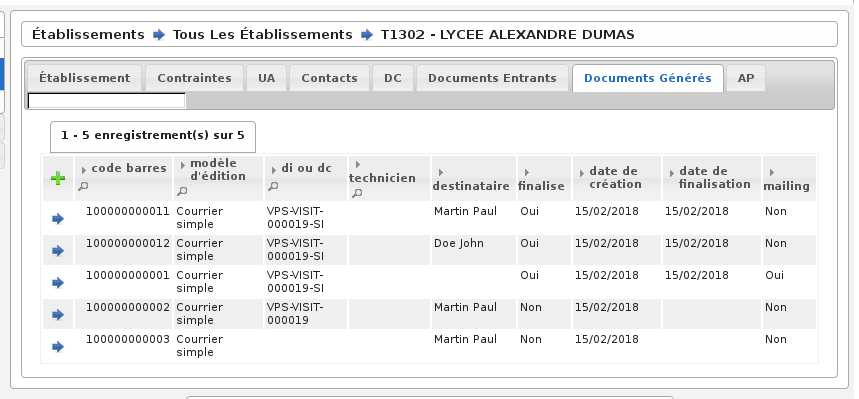 Établissements Tous Les Établissements T1302 - LYCEE ALEXANDRE DUMAS
Établissement Contraintes UA Contacts DC Documents Entrants Documents Générés AP
1 - 5 enregistrement(s) sur 5
code barres modèle d'édition di ou dc technicien destinataire finalise date de création date de finalisation mailing
100000000011 Courrier simple VPS-VISIT-000019-SI Martin Paul Oui 15/02/2018 15/02/2018 Non
100000000012 Courrier simple VPS-VISIT-000019-SI Doe John Oui 15/02/2018 15/02/2018 Non
100000000001 Courrier simple VPS-VISIT-000019-SI Oui 15/02/2018 15/02/2018 Oui
100000000002 Courrier simple VPS-VISIT-000019 Martin Paul Non 15/02/2018 Non
100000000003 Courrier simple Martin Paul Non 15/02/2018 Non